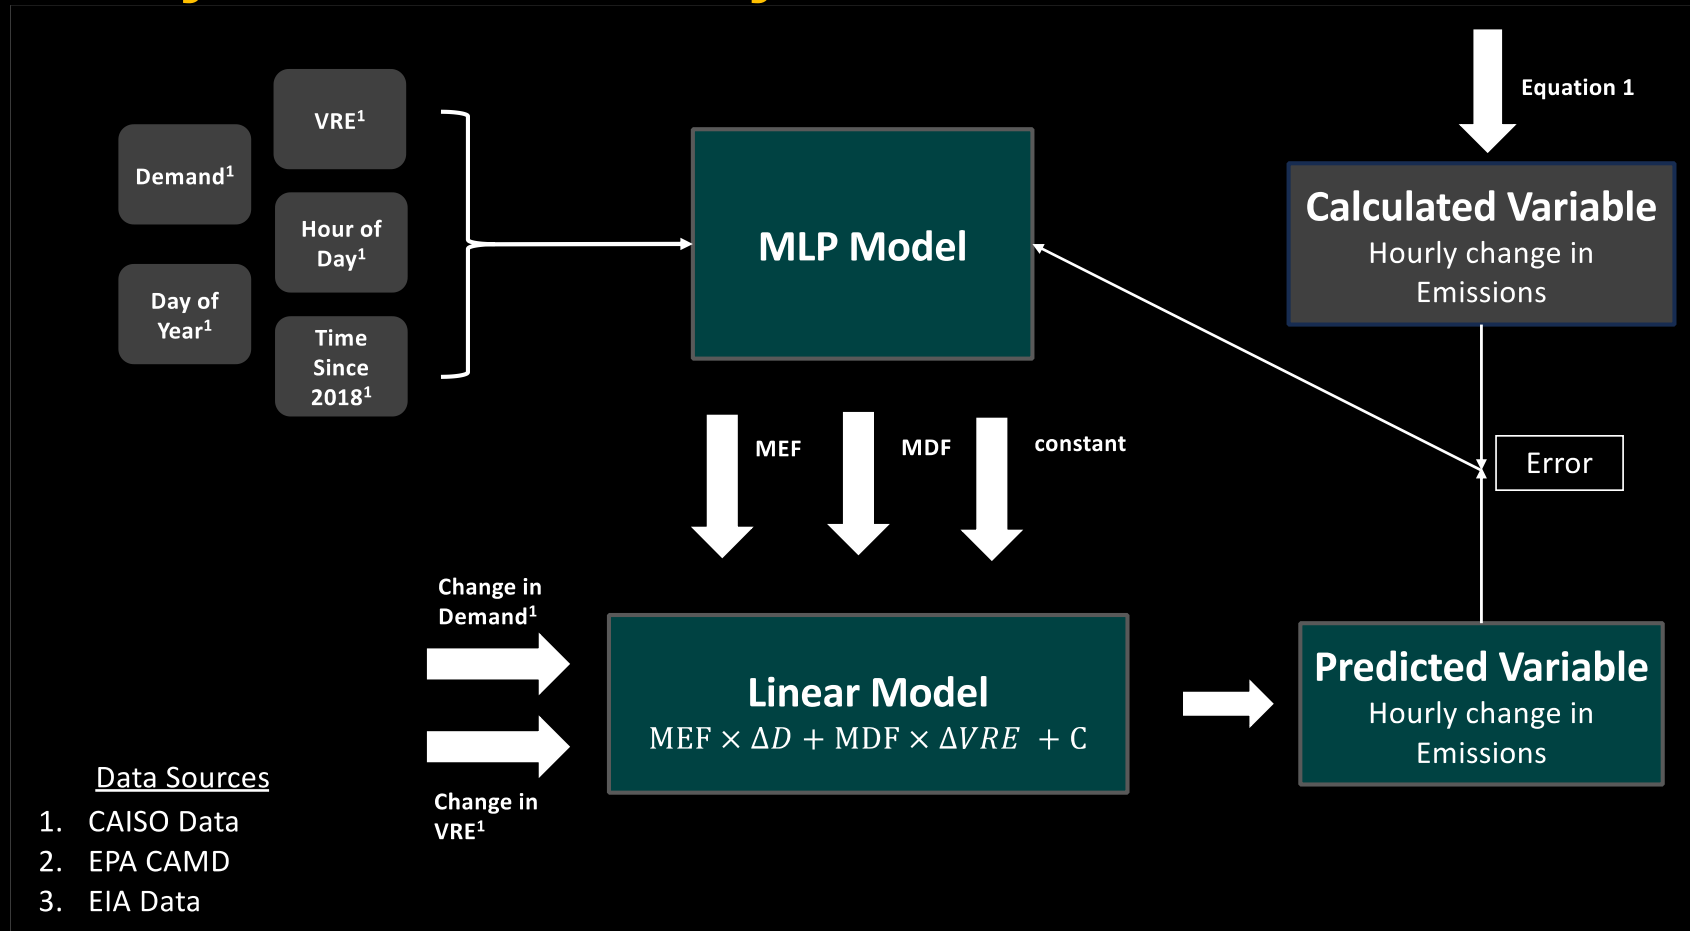 VRE¹
Demand¹
Hour of
Day¹
Day of
Year¹
Time
Since
2018¹
MLP Model
Equation 1
Calculated Variable
Hourly change in
Emissions
MEF
MDF
constant
Error
Change in
Demand¹
Linear Model
MEF × ΔD + MDF × ΔVRE + C
Change in
VRE¹
Predicted Variable
Hourly change in
Emissions
Data Sources
1. CAISO Data
2. EPA CAMD
3. EIA Data